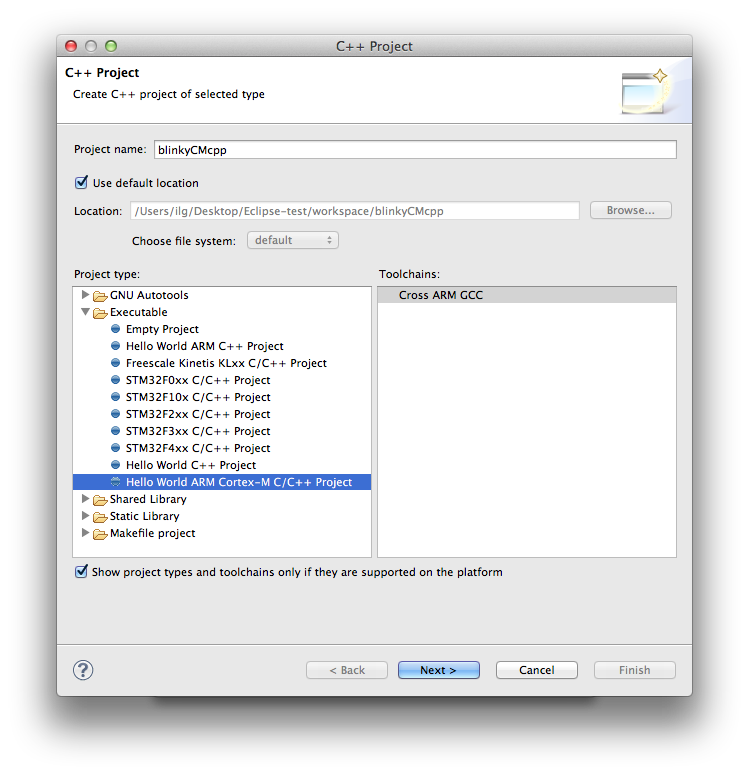 C++ Project
C++ Project
Create C++ project of selected type
Project name: blinkyCMcpp
Use default location
Location: /Users/ilg/Desktop/Eclipse-test/workspace/blinkyCMcpp Browse...
Choose file system: default
Project type: Toolchains:
GNU Autotools Cross ARM GCC
Executable
Empty Project
Hello World ARM C++ Project
Freescale Kinetis KLxx C/C++ Project
STM32F0xx C/C++ Project
STM32F10x C/C++ Project
STM32F2xx C/C++ Project
STM32F3xx C/C++ Project
STM32F4xx C/C++ Project
Hello World C++ Project
Hello World ARM Cortex-M C/C++ Project
Shared Library
Static Library
Makefile project
Show project types and toolchains only if they are supported on the platform
? < Back Next > Cancel Finish